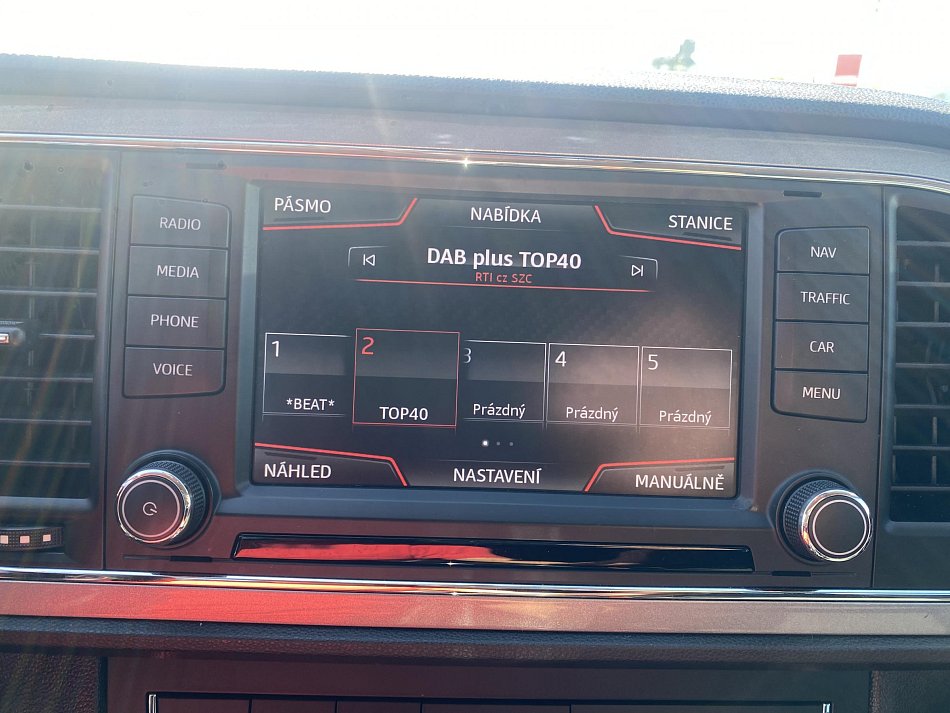 PÁSMO
NABÍDKA
STANICE
RADIO
MEDIA
PHONE
VOICE
DAB plus TOP40
RTI cz SZC
1
*BEAT*
2
TOP40
3
Prázdný
4
Prázdný
5
Prázdný
NÁHLED
NASTAVENÍ
MANUÁLNĚ
NAV
TRAFFIC
CAR
MENU